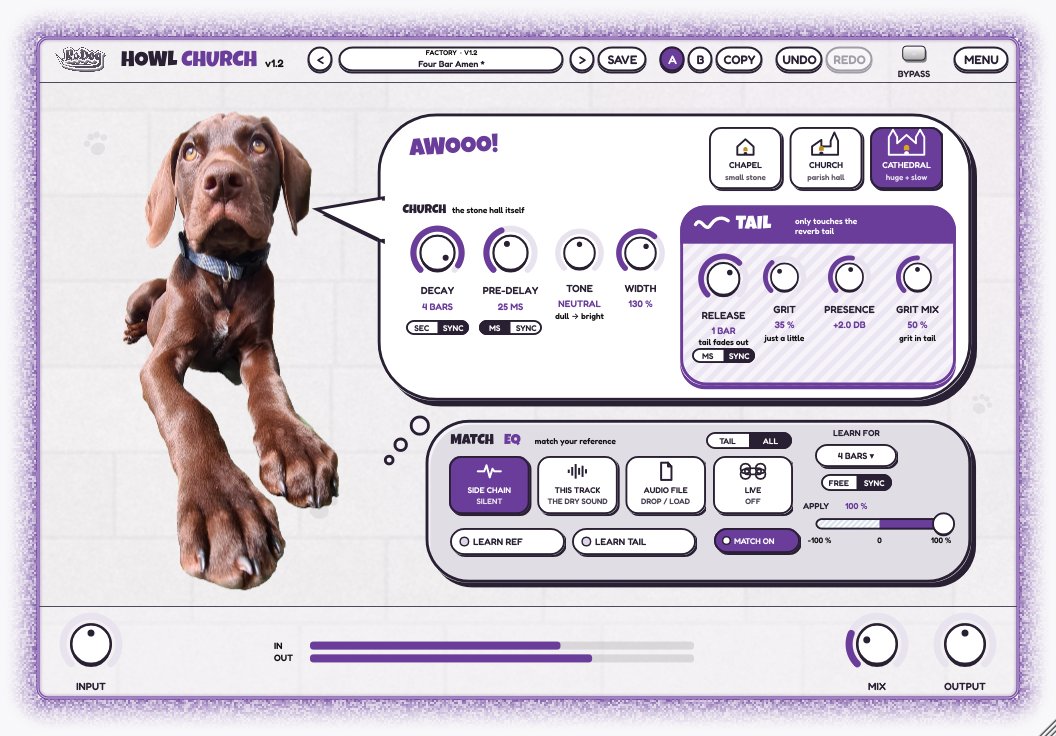 K9Dog
HOWL CHURCH v1.2
<
FACTORY - V1.2
Four Bar Amen *
>
SAVE
A
B
COPY
UNDO
REDO
BYPASS
MENU
AWOOO!
CHAPEL
small stone
CHURCH
parish hall
CATHEDRAL
huge + slow
CHURCH the stone hall itself
DECAY
4 BARS
SEC SYNC
PRE-DELAY
25 MS
MS SYNC
TONE
NEUTRAL
dull → bright
WIDTH
130 %
TAIL
only touches the
reverb tail
RELEASE
1 BAR
tail fades out
MS SYNC
GRIT
35 %
just a little
PRESENCE
+2.0 DB
GRIT MIX
50 %
grit in tail
MATCH EQ match your reference
TAIL ALL
SIDE CHAIN
SILENT
THIS TRACK
THE DRY SOUND
AUDIO FILE
DROP / LOAD
LIVE
OFF
LEARN REF
LEARN TAIL
MATCH ON
LEARN FOR
4 BARS ▾
FREE SYNC
APPLY 100 %
-100 % 0 100 %
INPUT
IN
OUT
MIX
OUTPUT